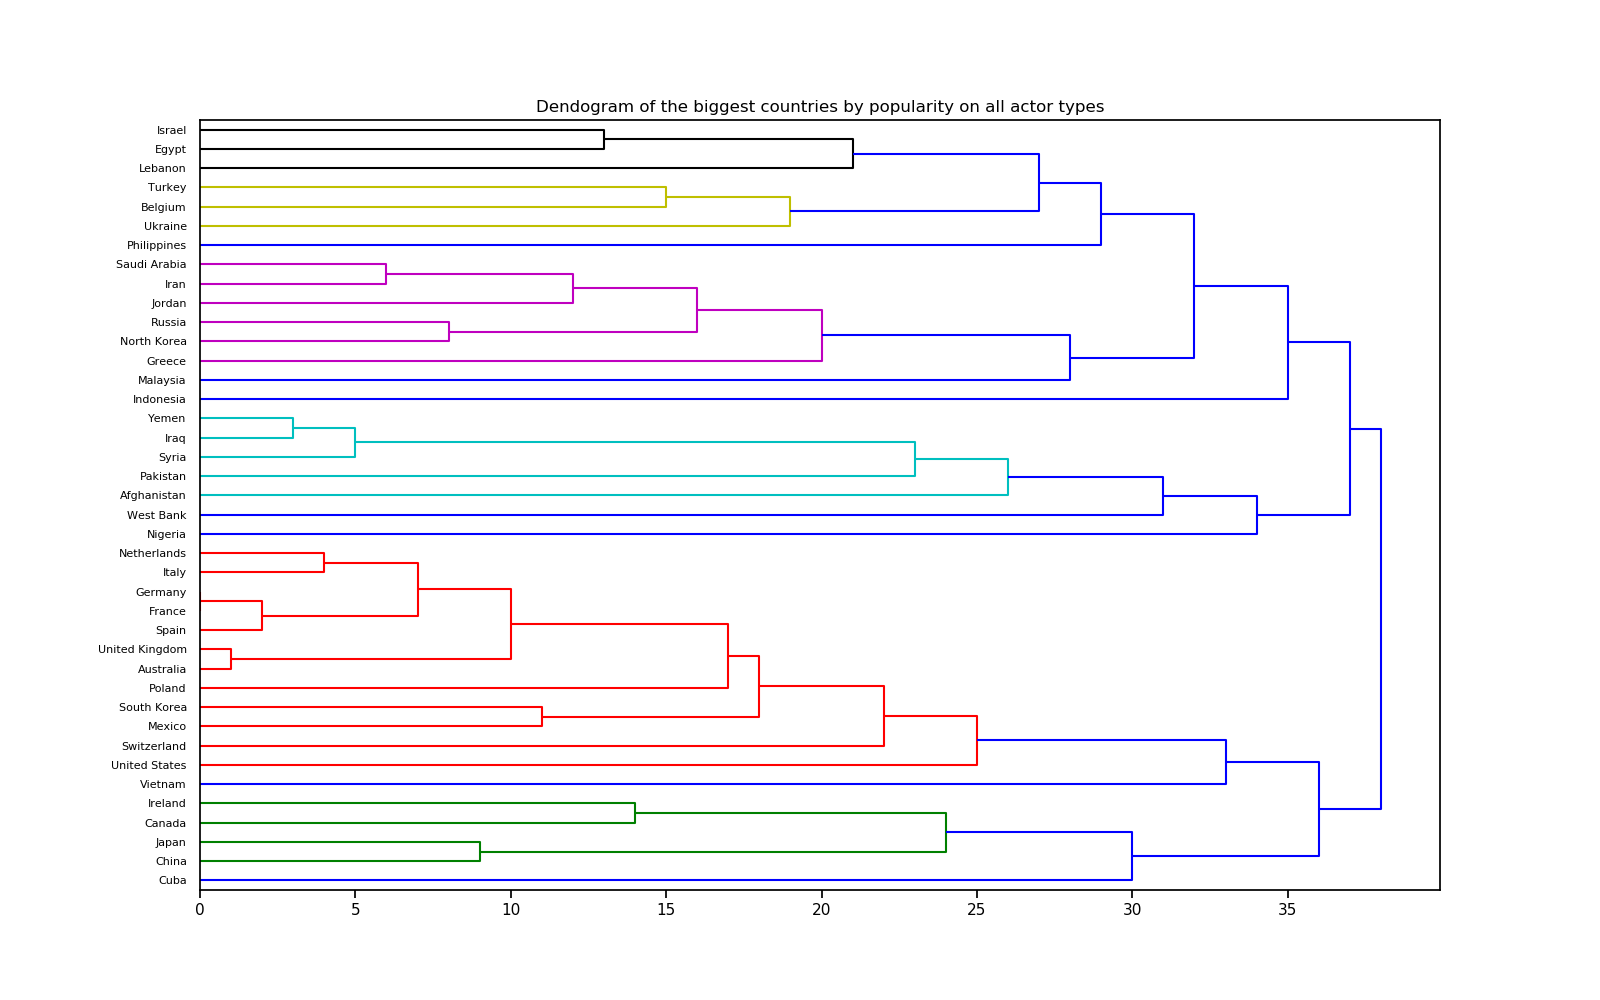 Dendogram of the biggest countries by popularity on all actor types
Israel
Egypt
Lebanon
Turkey
Belgium
Ukraine
Philippines
Saudi Arabia
Iran
Jordan
Russia
North Korea
Greece
Malaysia
Indonesia
Yemen
Iraq
Syria
Pakistan
Afghanistan
West Bank
Nigeria
Netherlands
Italy
Germany
France
Spain
United Kingdom
Australia
Poland
South Korea
Mexico
Switzerland
United States
Vietnam
Ireland
Canada
Japan
China
Cuba
0 5 10 15 20 25 30 35